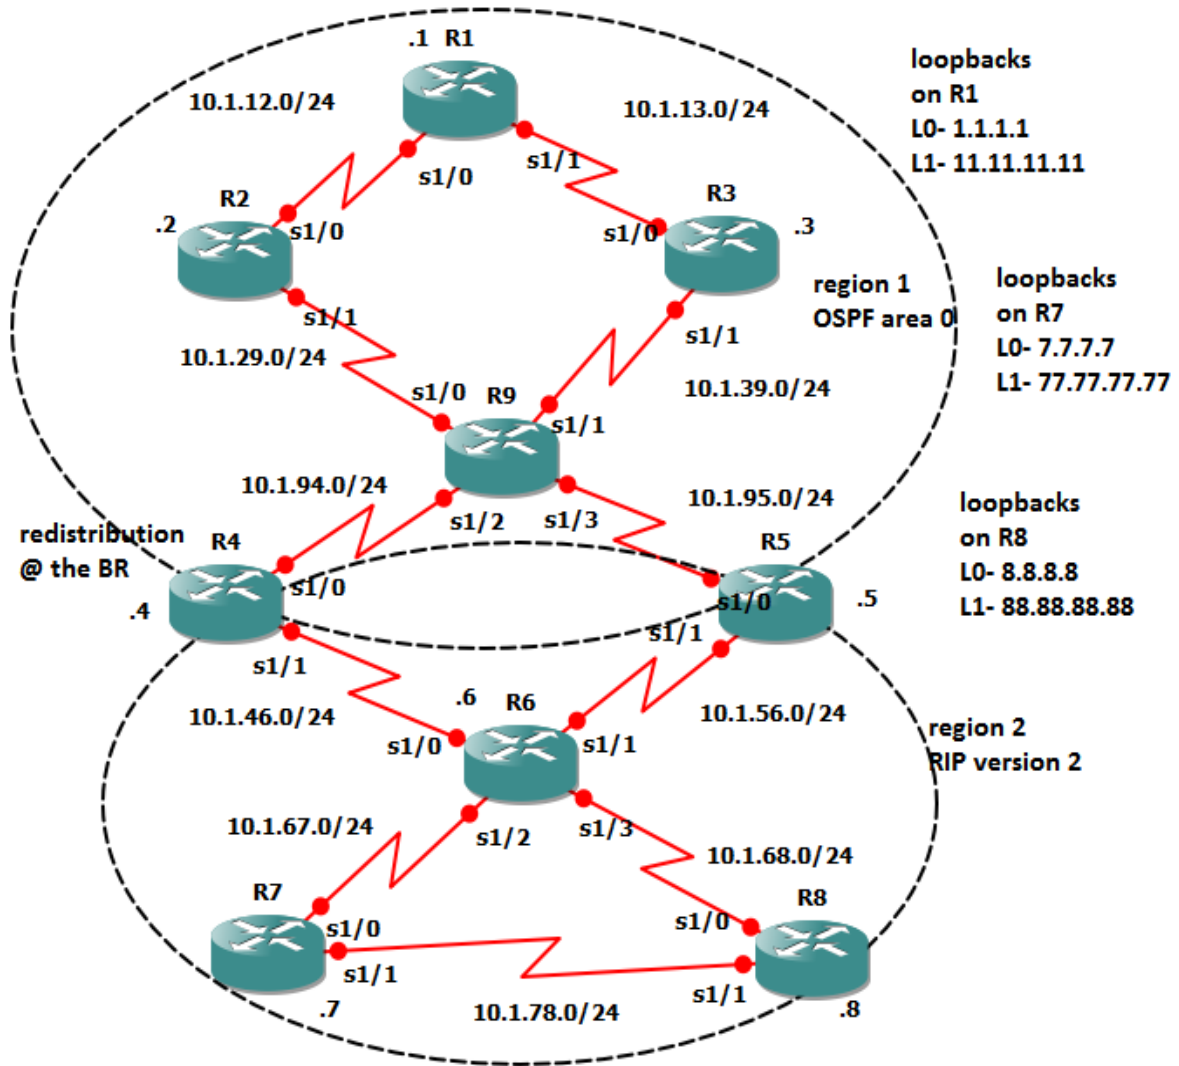 .1 R1
10.1.12.0/24
10.1.13.0/24
s1/0
s1/1
loopbacks
on R1
L0- 1.1.1.1
L1- 11.11.11.11
R2
.2
s1/0
s1/1
R3
.3
s1/0
s1/1
region 1
OSPF area 0
10.1.29.0/24
10.1.39.0/24
loopbacks
on R7
L0- 7.7.7.7
L1- 77.77.77.77
R9
s1/0
s1/1
s1/2
s1/3
10.1.94.0/24
10.1.95.0/24
redistribution
@ the BR
R4
.4
s1/0
s1/1
R5
.5
s1/0
s1/1
loopbacks
on R8
L0- 8.8.8.8
L1- 88.88.88.88
10.1.46.0/24
10.1.56.0/24
.6 R6
s1/0
s1/1
s1/2
s1/3
region 2
RIP version 2
10.1.67.0/24
10.1.68.0/24
R7
s1/0
s1/1
.7
R8
s1/0
s1/1
.8
10.1.78.0/24